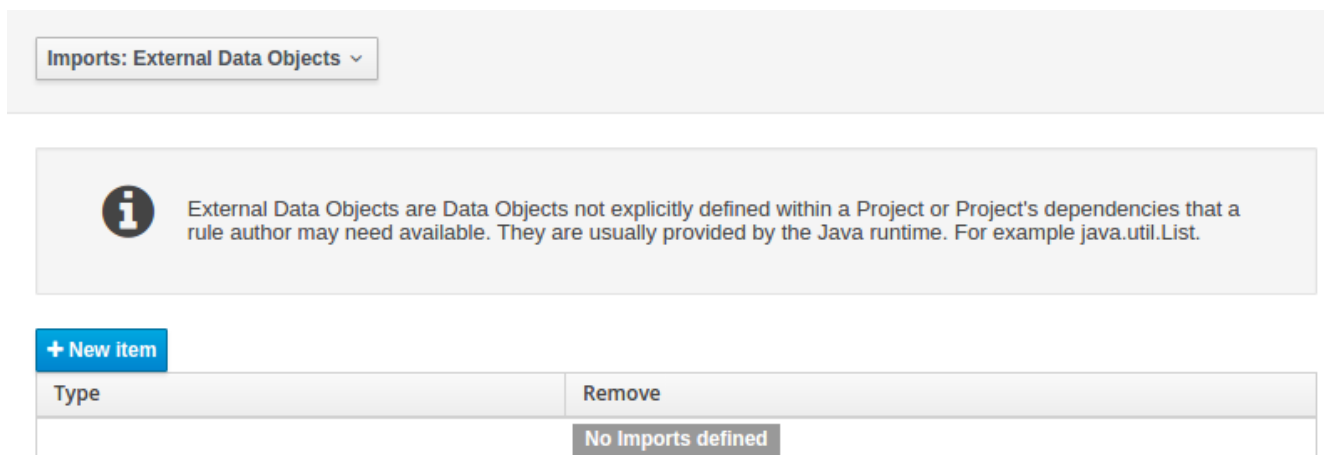 Imports: External Data Objects
External Data Objects are Data Objects not explicitly defined within a Project or Project's dependencies that a
rule author may need available. They are usually provided by the Java runtime. For example java.util.List.
+ New item
Type Remove
No Imports defined